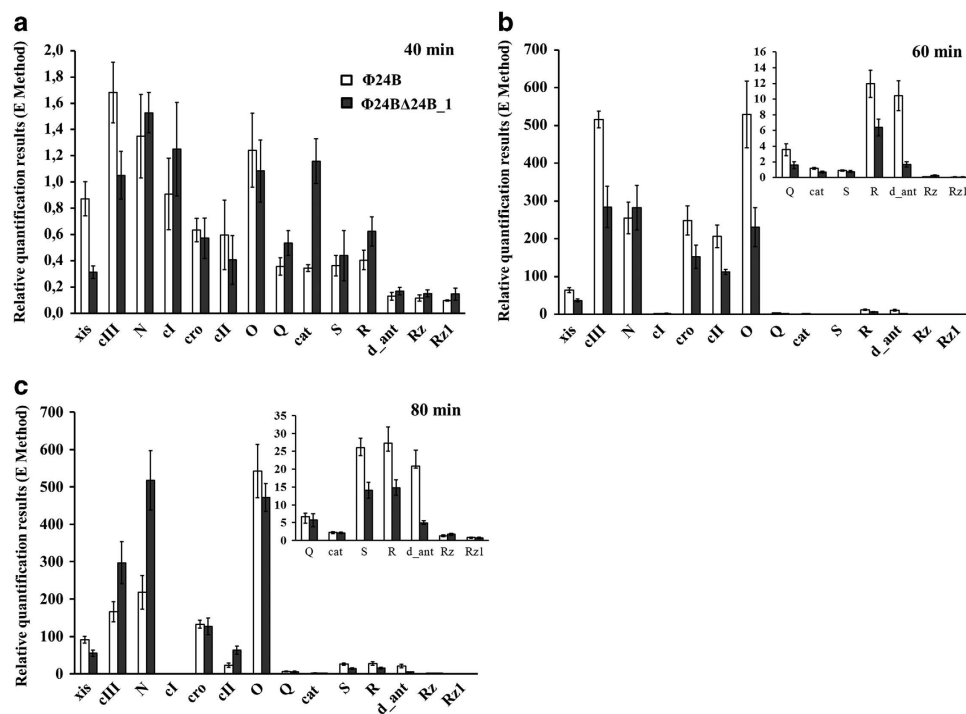 a
40 min
Relative quantification results (E Method)
2,0
1,8
1,6
1,4
1,2
1,0
0,8
0,6
0,4
0,2
0,0
Φ24B
Φ24BΔ24B_1
xis cIII N cI cro cII O Q cat S R d_ant Rz Rz1
b
60 min
Relative quantification results (E Method)
700
600
500
400
300
200
100
0
16
14
12
10
8
6
4
2
0
Q cat S R d_ant Rz Rz1
xis cIII N cI cro cII O Q cat S R d_ant Rz Rz1
c
80 min
Relative quantification results (E Method)
700
600
500
400
300
200
100
0
35
30
25
20
15
10
5
0
Q cat S R d_ant Rz Rz1
xis cIII N cI cro cII O Q cat S R d_ant Rz Rz1